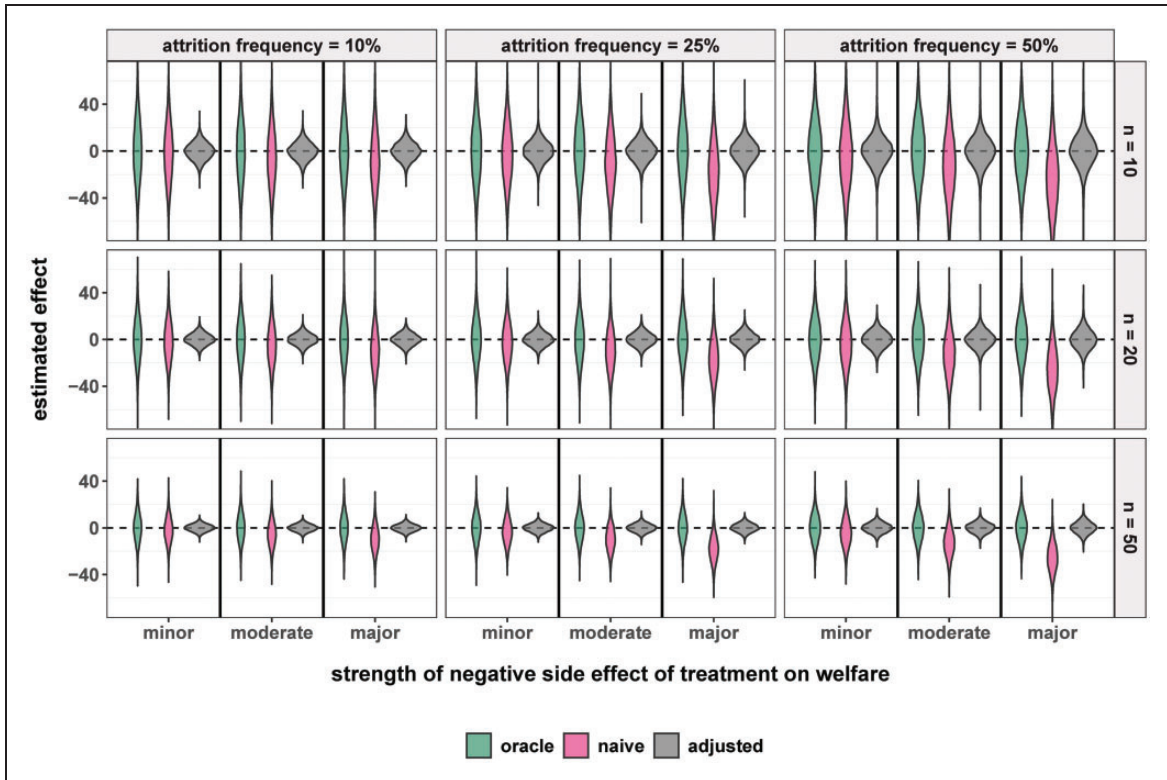 attrition frequency = 10%
attrition frequency = 25%
attrition frequency = 50%
40
0
−40
n = 10
40
0
−40
n = 20
40
0
−40
n = 50
estimated effect
minor moderate major minor moderate major minor moderate major
strength of negative side effect of treatment on welfare
oracle naive adjusted